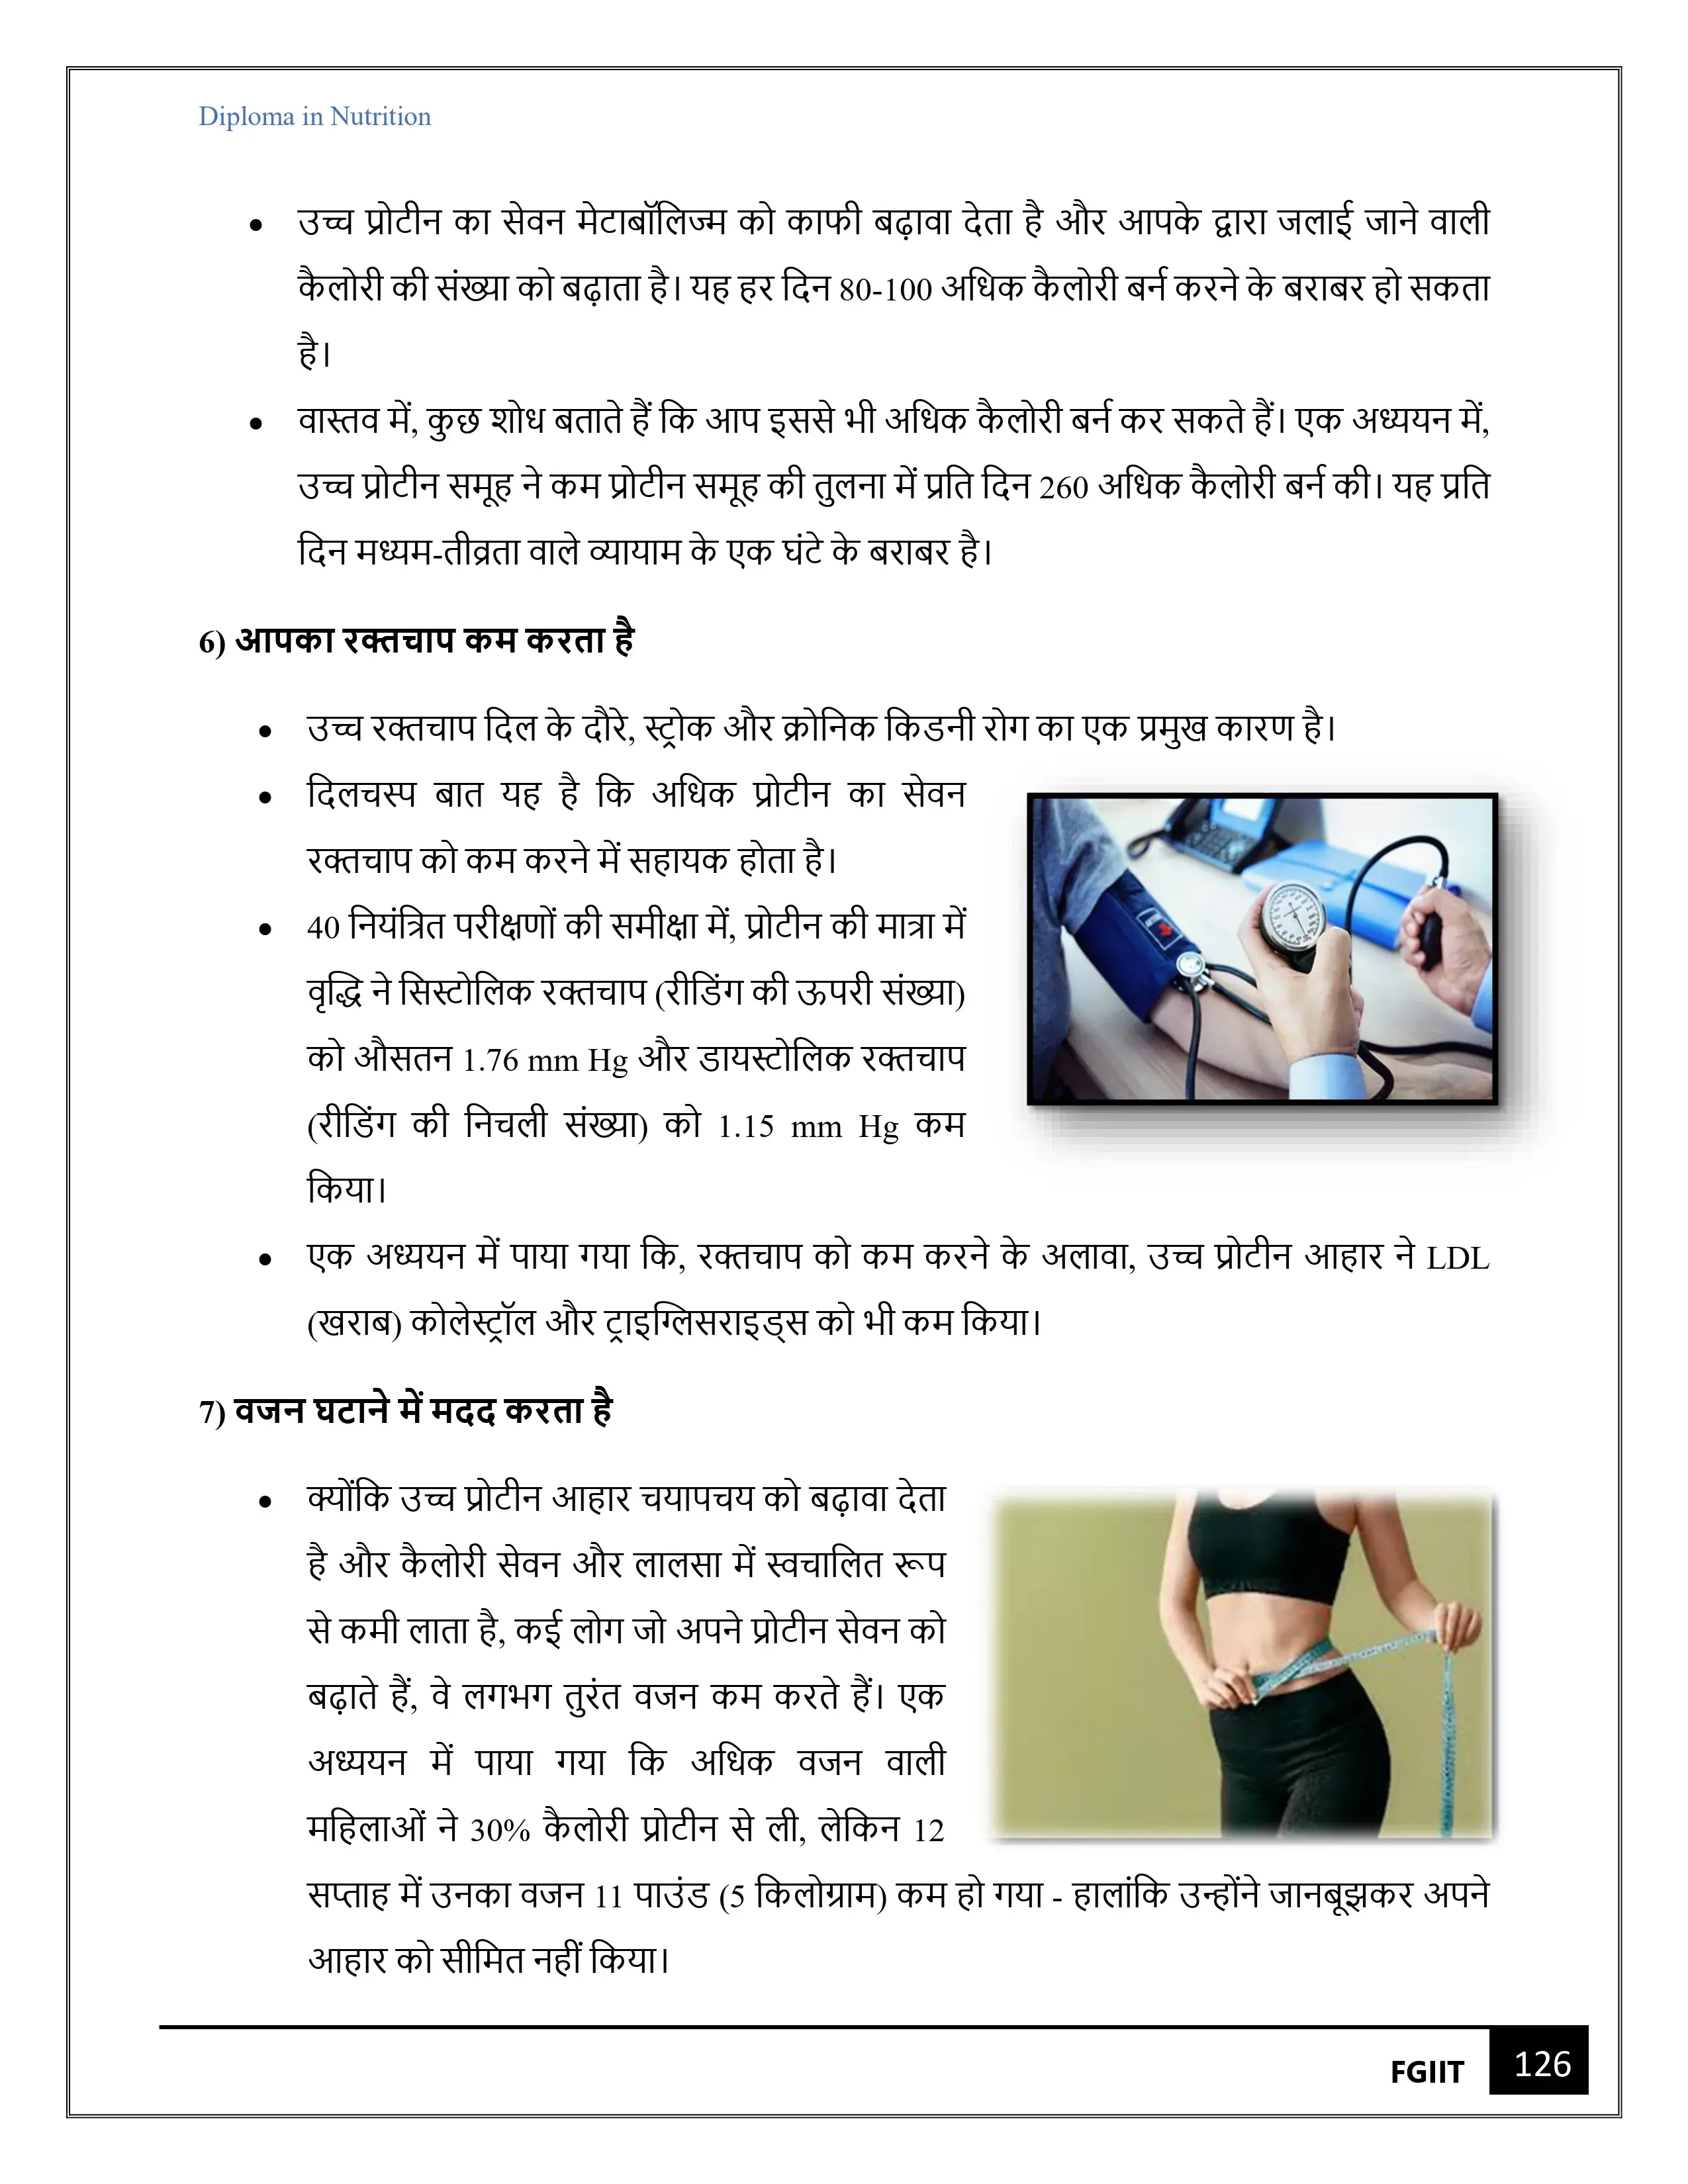 Diploma in Nutrition
• उच्च प्रोटीन का सेवन मेटाबॉलिज्म को काफी बढ़ावा देता है और आपके द्वारा जलाई जाने वाली
कैलोरी की संख्या को बढ़ाता है। यह हर दिन 80-100 अधिक कैलोरी बर्न करने के बराबर हो सकता
है।
• वास्तव में, कुछ शोध बताते हैं कि आप इससे भी अधिक कैलोरी बर्न कर सकते हैं। एक अध्ययन में,
उच्च प्रोटीन समूह ने कम प्रोटीन समूह की तुलना में प्रति दिन 260 अधिक कैलोरी बर्न की। यह प्रति
दिन मध्यम-तीव्रता वाले व्यायाम के एक घंटे के बराबर है।
6) आपका रक्तचाप कम करता है
• उच्च रक्तचाप दिल के दौरे, स्ट्रोक और क्रोनिक किडनी रोग का एक प्रमुख कारण है।
• दिलचस्प बात यह है कि अधिक प्रोटीन का सेवन
रक्तचाप को कम करने में सहायक होता है।
• 40 नियंत्रित परीक्षणों की समीक्षा में, प्रोटीन की मात्रा में
वृद्धि ने सिस्टोलिक रक्तचाप (रीडिंग की ऊपरी संख्या)
को औसतन 1.76 mm Hg और डायस्टोलिक रक्तचाप
(रीडिंग की निचली संख्या) को 1.15 mm Hg कम
किया।
• एक अध्ययन में पाया गया कि, रक्तचाप को कम करने के अलावा, उच्च प्रोटीन आहार ने LDL
(खराब) कोलेस्ट्रॉल और ट्राइग्लिसराइड्स को भी कम किया।
7) वजन घटाने में मदद करता है
• क्योंकि उच्च प्रोटीन आहार चयापचय को बढ़ावा देता
है और कैलोरी सेवन और लालसा में स्वचालित रूप
से कमी लाता है, कई लोग जो अपने प्रोटीन सेवन को
बढ़ाते हैं, वे लगभग तुरंत वजन कम करते हैं। एक
अध्ययन में पाया गया कि अधिक वजन वाली
महिलाओं ने 30% कैलोरी प्रोटीन से ली, लेकिन 12
सप्ताह में उनका वजन 11 पाउंड (5 किलोग्राम) कम हो गया - हालांकि उन्होंने जानबूझकर अपने
आहार को सीमित नहीं किया।
FGIIT 126